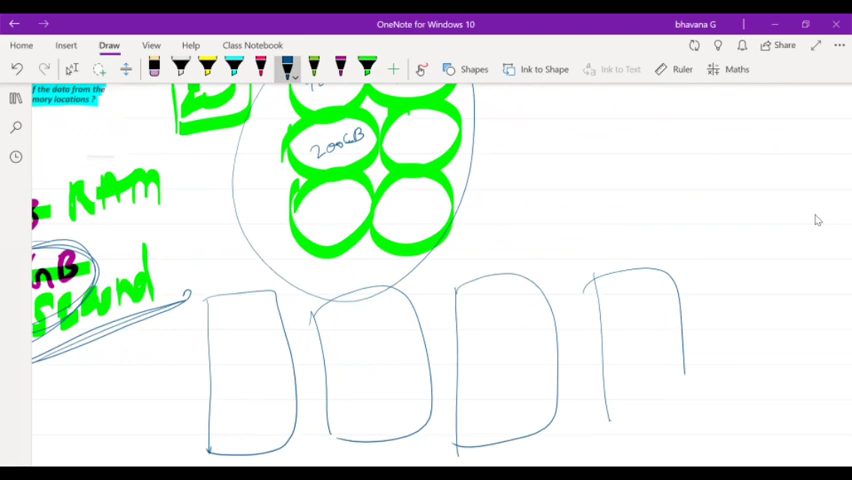 OneNote for Windows 10
bhavana G
Home Insert Draw View Help Class Notebook
Share
Shapes Ink to Shape Ink to Text Ruler Maths
f the data from the
mory locations ?
200GB
RAM
B